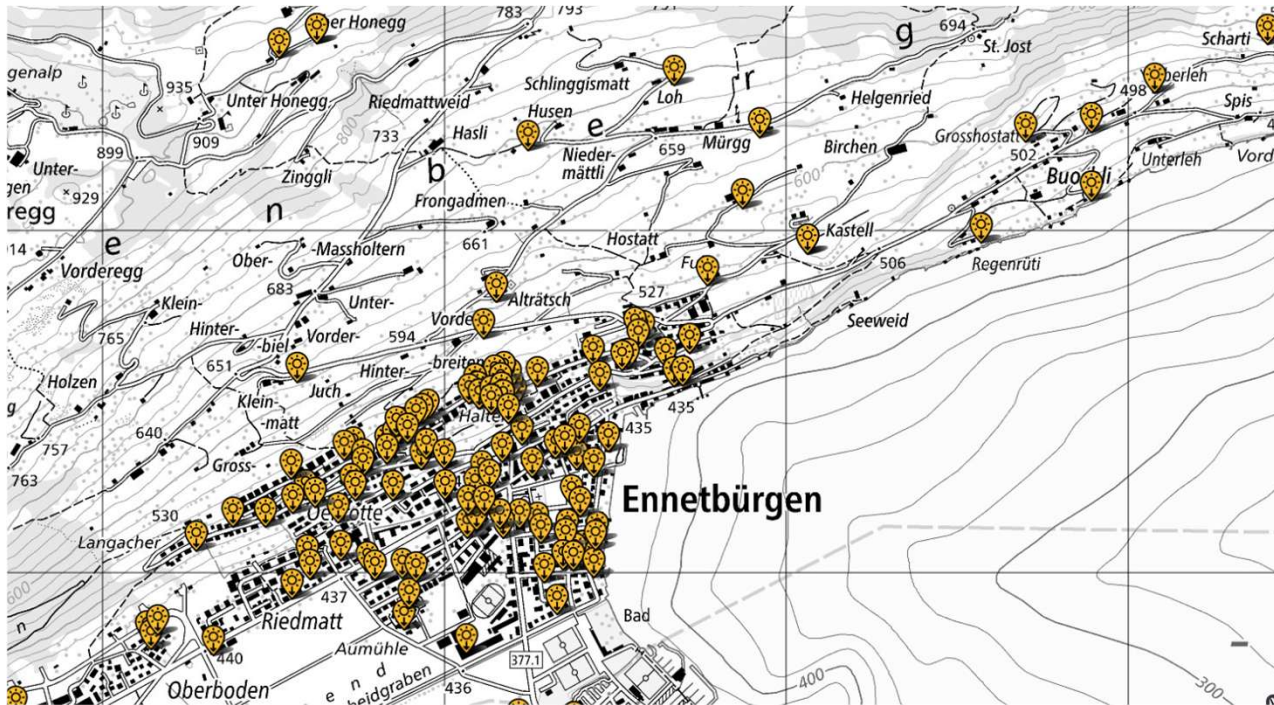 er Honegg
783
793
g
694
St. Jost
Scharti
genalp
935
Schlinggismatt
Loh
r
498
Spis
Unter Honegg
Riedmattweid
Husen
Helgenried
Grosshostatt
733
Hasli
e
Mürgg
899
909
659
Birchen
502
Unterleh
Vord
Unter-
gen
929
Zinggli
b
Nieder-
mättli
600
800
regg
n
Frongadmen
Hostatt
Kastell
e
914
Massholtern
661
Ober-
506
Regenrüti
Vorderegg
683
Alträtsch
527
Klein-
Unter-
Seeweid
Hinter-
Vorder-
594
-biel
765
651
Hinter-
Holzen
Juch
435
Klein-
-matt
757
640
435
763
Gross-
530
Ennetbürgen
Langacher
600
437
Riedmatt
Bad
440
Aumühle
377.1
Oberboden
436
e n d
400
300